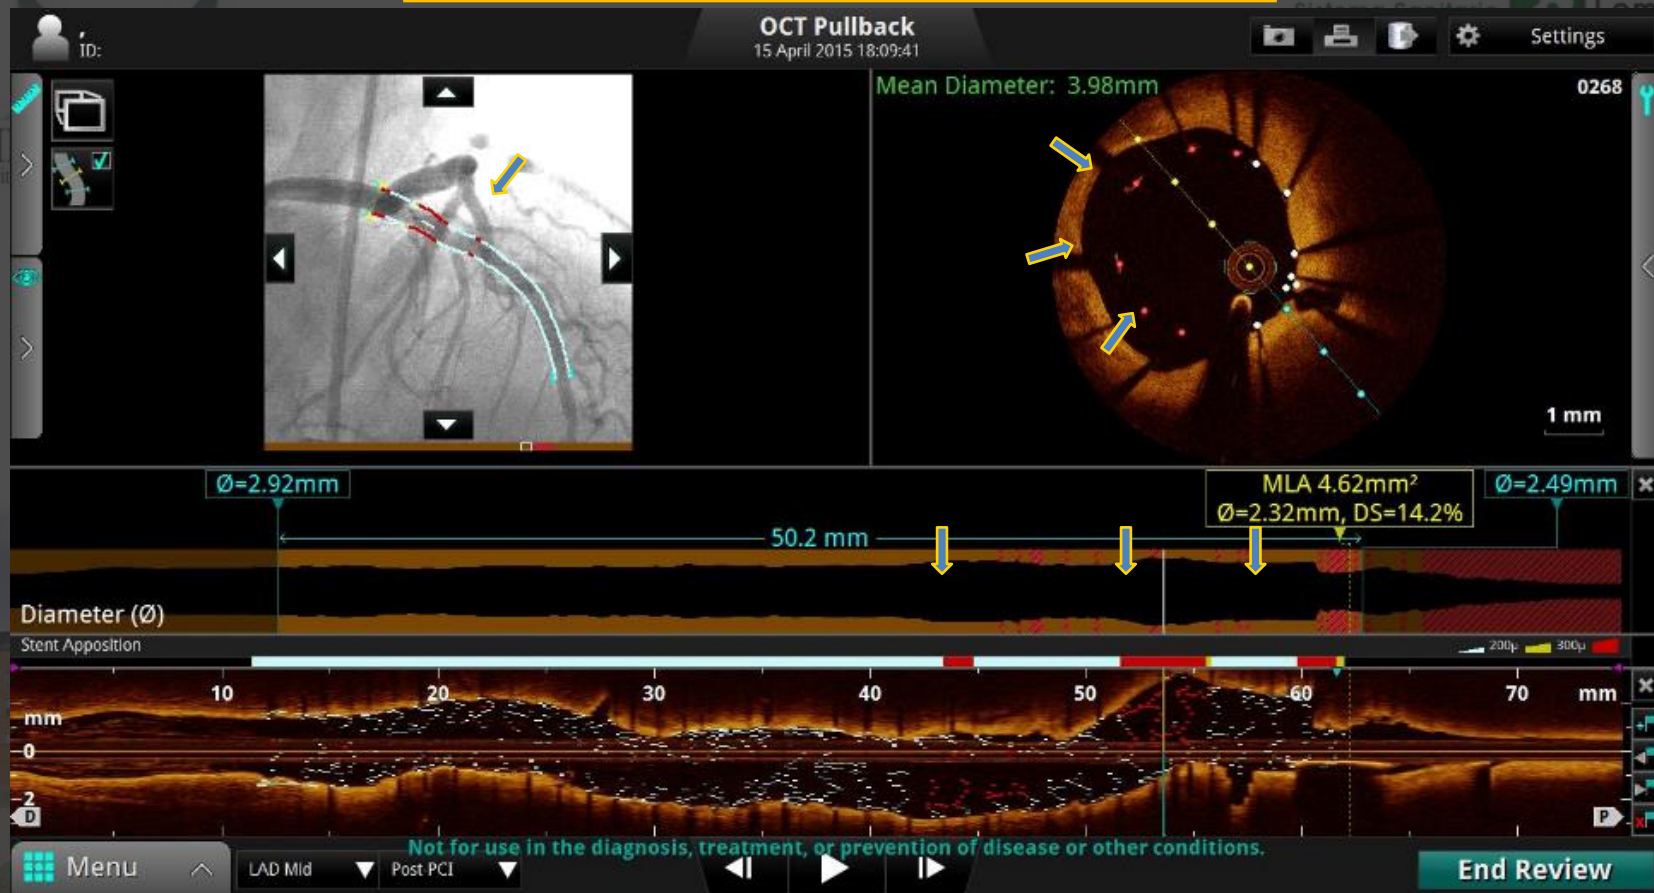 OCT Pullback
15 April 2015 18:09:41
, 
ID:
Settings
Mean Diameter: 3.98mm
0268
1 mm
Ø=2.92mm
MLA 4.62mm²
Ø=2.32mm, DS=14.2%
Ø=2.49mm
50.2 mm
Diameter (Ø)
Stent Apposition
200µ 300µ
10 20 30 40 50 60 70 mm
mm
0
2
D
P
Not for use in the diagnosis, treatment, or prevention of disease or other conditions.
Menu
LAD Mid
Post PCI
End Review